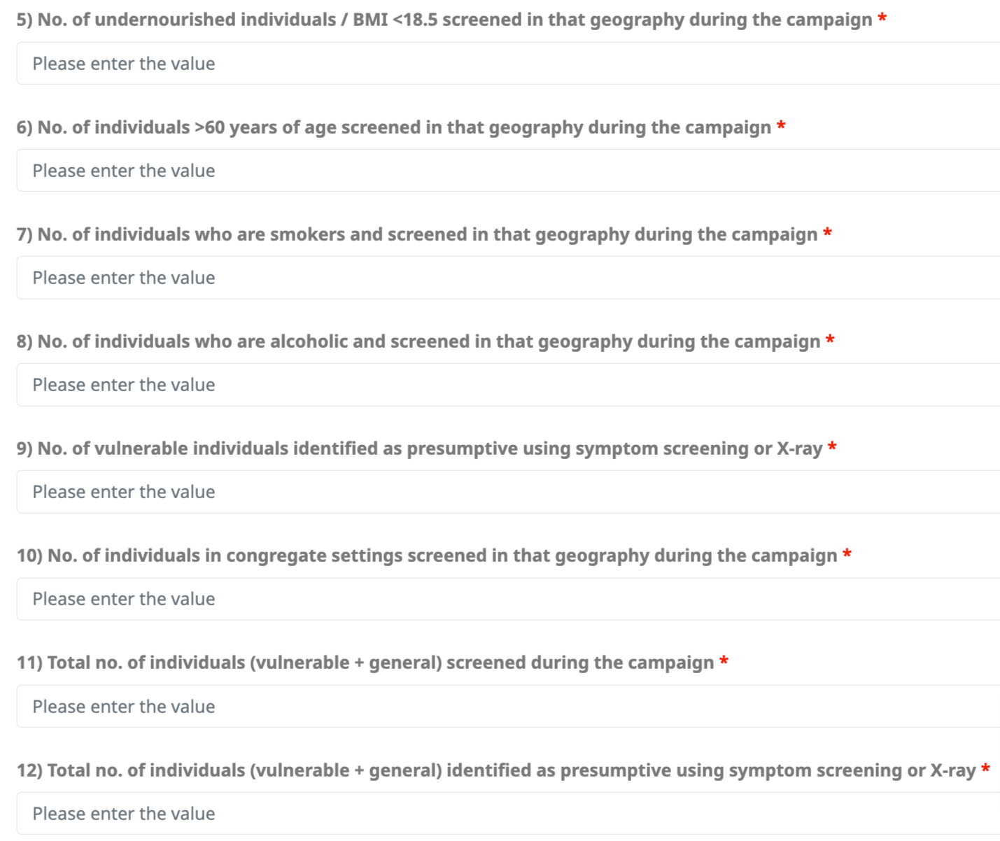 5) No. of undernourished individuals / BMI <18.5 screened in that geography during the campaign *
Please enter the value
6) No. of individuals >60 years of age screened in that geography during the campaign *
Please enter the value
7) No. of individuals who are smokers and screened in that geography during the campaign *
Please enter the value
8) No. of individuals who are alcoholic and screened in that geography during the campaign *
Please enter the value
9) No. of vulnerable individuals identified as presumptive using symptom screening or X-ray *
Please enter the value
10) No. of individuals in congregate settings screened in that geography during the campaign *
Please enter the value
11) Total no. of individuals (vulnerable + general) screened during the campaign *
Please enter the value
12) Total no. of individuals (vulnerable + general) identified as presumptive using symptom screening or X-ray *
Please enter the value